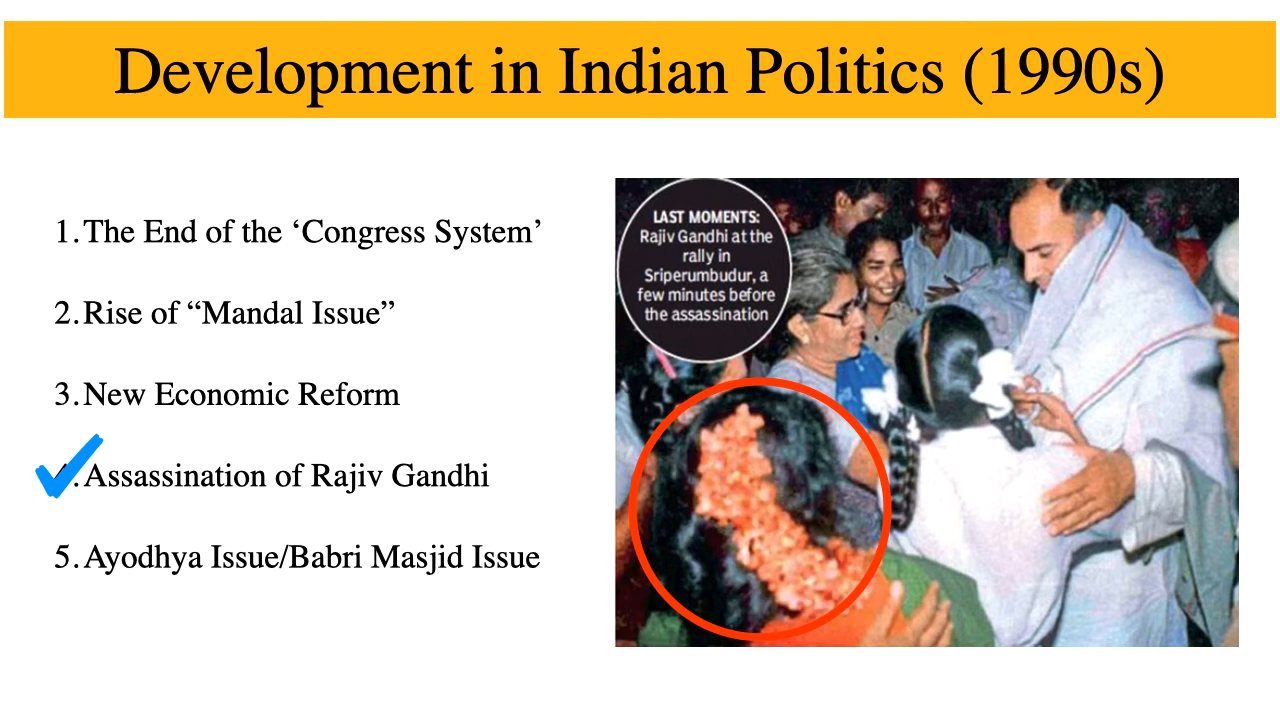 Development in Indian Politics (1990s)
1. The End of the ‘Congress System’
2. Rise of “Mandal Issue”
3. New Economic Reform
4. Assassination of Rajiv Gandhi
5. Ayodhya Issue/Babri Masjid Issue
LAST MOMENTS:
Rajiv Gandhi at the
rally in
Sriperumbudur, a
few minutes before
the assassination